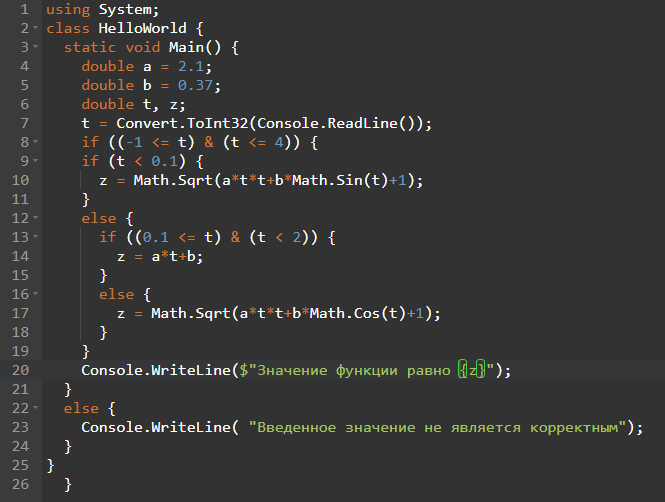 1 using System;
2 class HelloWorld {
3 static void Main() {
4 double a = 2.1;
5 double b = 0.37;
6 double t, z;
7 t = Convert.ToInt32(Console.ReadLine());
8 if ((-1 <= t) & (t <= 4)) {
9 if (t < 0.1) {
10 z = Math.Sqrt(a*t*t+b*Math.Sin(t)+1);
11 }
12 else {
13 if ((0.1 <= t) & (t < 2)) {
14 z = a*t+b;
15 }
16 else {
17 z = Math.Sqrt(a*t*t+b*Math.Cos(t)+1);
18 }
19 }
20 Console.WriteLine($"Значение функции равно {z}");
21 }
22 else {
23 Console.WriteLine( "Введенное значение не является корректным");
24 }
25 }
26 }